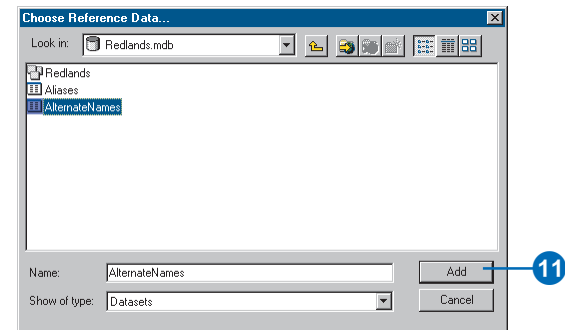 Choose Reference Data...
Look in: Redlands.mdb
Redlands
Aliases
AlternateNames
Name: AlternateNames Add 11
Show of type: Datasets Cancel